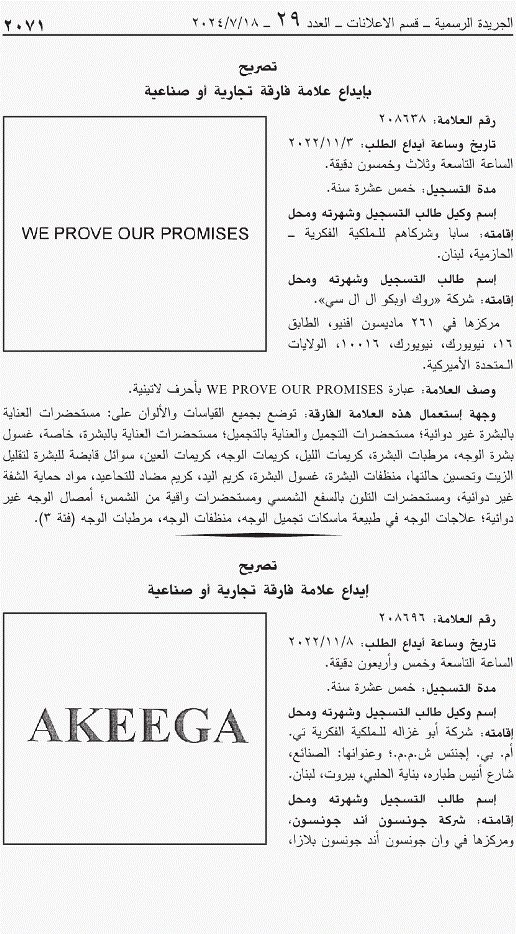 الجريدة الرسمية ــ قسم الاعلانات ــ العدد ٢٩ ــ ٢٠٢٤/٧/١٨
٢٠٧١
تصريح
بإيداع علامة فارقة تجارية أو صناعية
WE PROVE OUR PROMISES
رقم العلامة: ٢٠٨٦٣٨
تاريخ وساعة أيداع الطلب: ٢٠٢٢/١١/٣
الساعة التاسعة وثلاث وخمسون دقيقة.
مدة التسجيل: خمس عشرة سنة.
إسم وكيل طالب التسجيل وشهرته ومحل
إقامته: سابا وشركاهم للملكية الفكرية ــ
الحازمية، لبنان.
إسم طالب التسجيل وشهرته ومحل
إقامته: شركة «روك اوبكو ال ال سي».
مركزها في ٢٦١ ماديسون افنيو، الطابق
١٦، نيويورك، نيويورك، ١٠٠١٦، الولايات
المتحدة الأميركية.
وصف العلامة: عبارة WE PROVE OUR PROMISES بأحرف لاتينية.
وجهة إستعمال هذه العلامة الفارقة: توضع بجميع القياسات والألوان على: مستحضرات العناية
بالبشرة غير دوائية؛ مستحضرات التجميل والعناية بالتجميل؛ مستحضرات العناية بالبشرة، خاصة، غسول
بشرة الوجه، مرطبات البشرة، كريمات الليل، كريمات الوجه، كريمات العين، سوائل قابضة للبشرة لتقليل
الزيت وتحسين حالتها، منظفات البشرة، غسول البشرة، كريم اليد، كريم مضاد للتجاعيد، مواد حماية الشفة
غير دوائية، ومستحضرات التلون بالسفع الشمسي ومستحضرات واقية من الشمس؛ أمصال الوجه غير
دوائية؛ علاجات الوجه في طبيعة ماسكات تجميل الوجه، منظفات الوجه، مرطبات الوجه (فئة ٣).
تصريح
إيداع علامة فارقة تجارية أو صناعية
AKEEGA
رقم العلامة: ٢٠٨٦٩٦
تاريخ وساعة أيداع الطلب: ٢٠٢٢/١١/٨
الساعة التاسعة وخمس وأربعون دقيقة.
مدة التسجيل: خمس عشرة سنة.
إسم وكيل طالب التسجيل وشهرته ومحل
إقامته: شركة أبو غزاله للملكية الفكرية تي.
أم. بي. إجنتس ش.م.م.؛ وعنوانها: الصنائع،
شارع أنيس طباره، بناية الحلبي، بيروت، لبنان.
إسم طالب التسجيل وشهرته ومحل
إقامته: شركة جونسون أند جونسون،
ومركزها في وان جونسون أند جونسون بلازا،